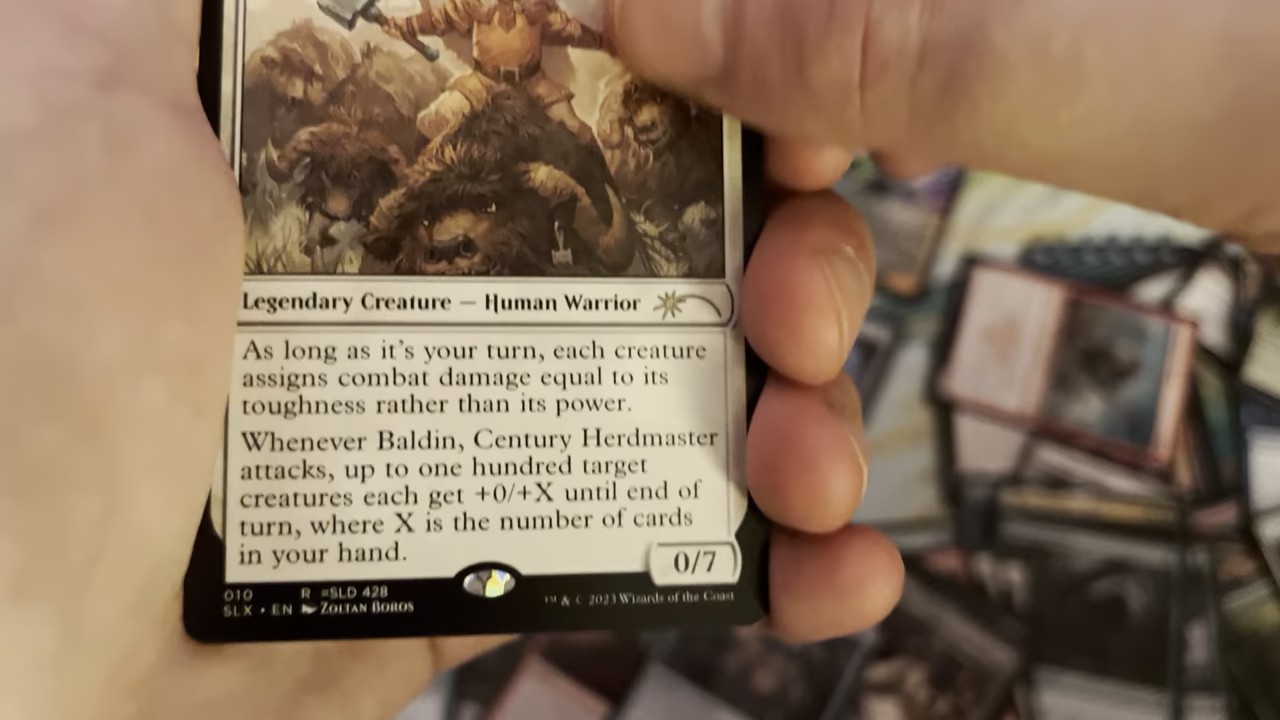 Legendary Creature — Human Warrior
As long as it's your turn, each creature
assigns combat damage equal to its
toughness rather than its power.
Whenever Baldin, Century Herdmaster
attacks, up to one hundred target
creatures each get +0/+X until end of
turn, where X is the number of cards
in your hand.
0/7
010 R =SLD 428
SLX • EN ZOLTAN BOROS
™ & © 2023 Wizards of the Coast